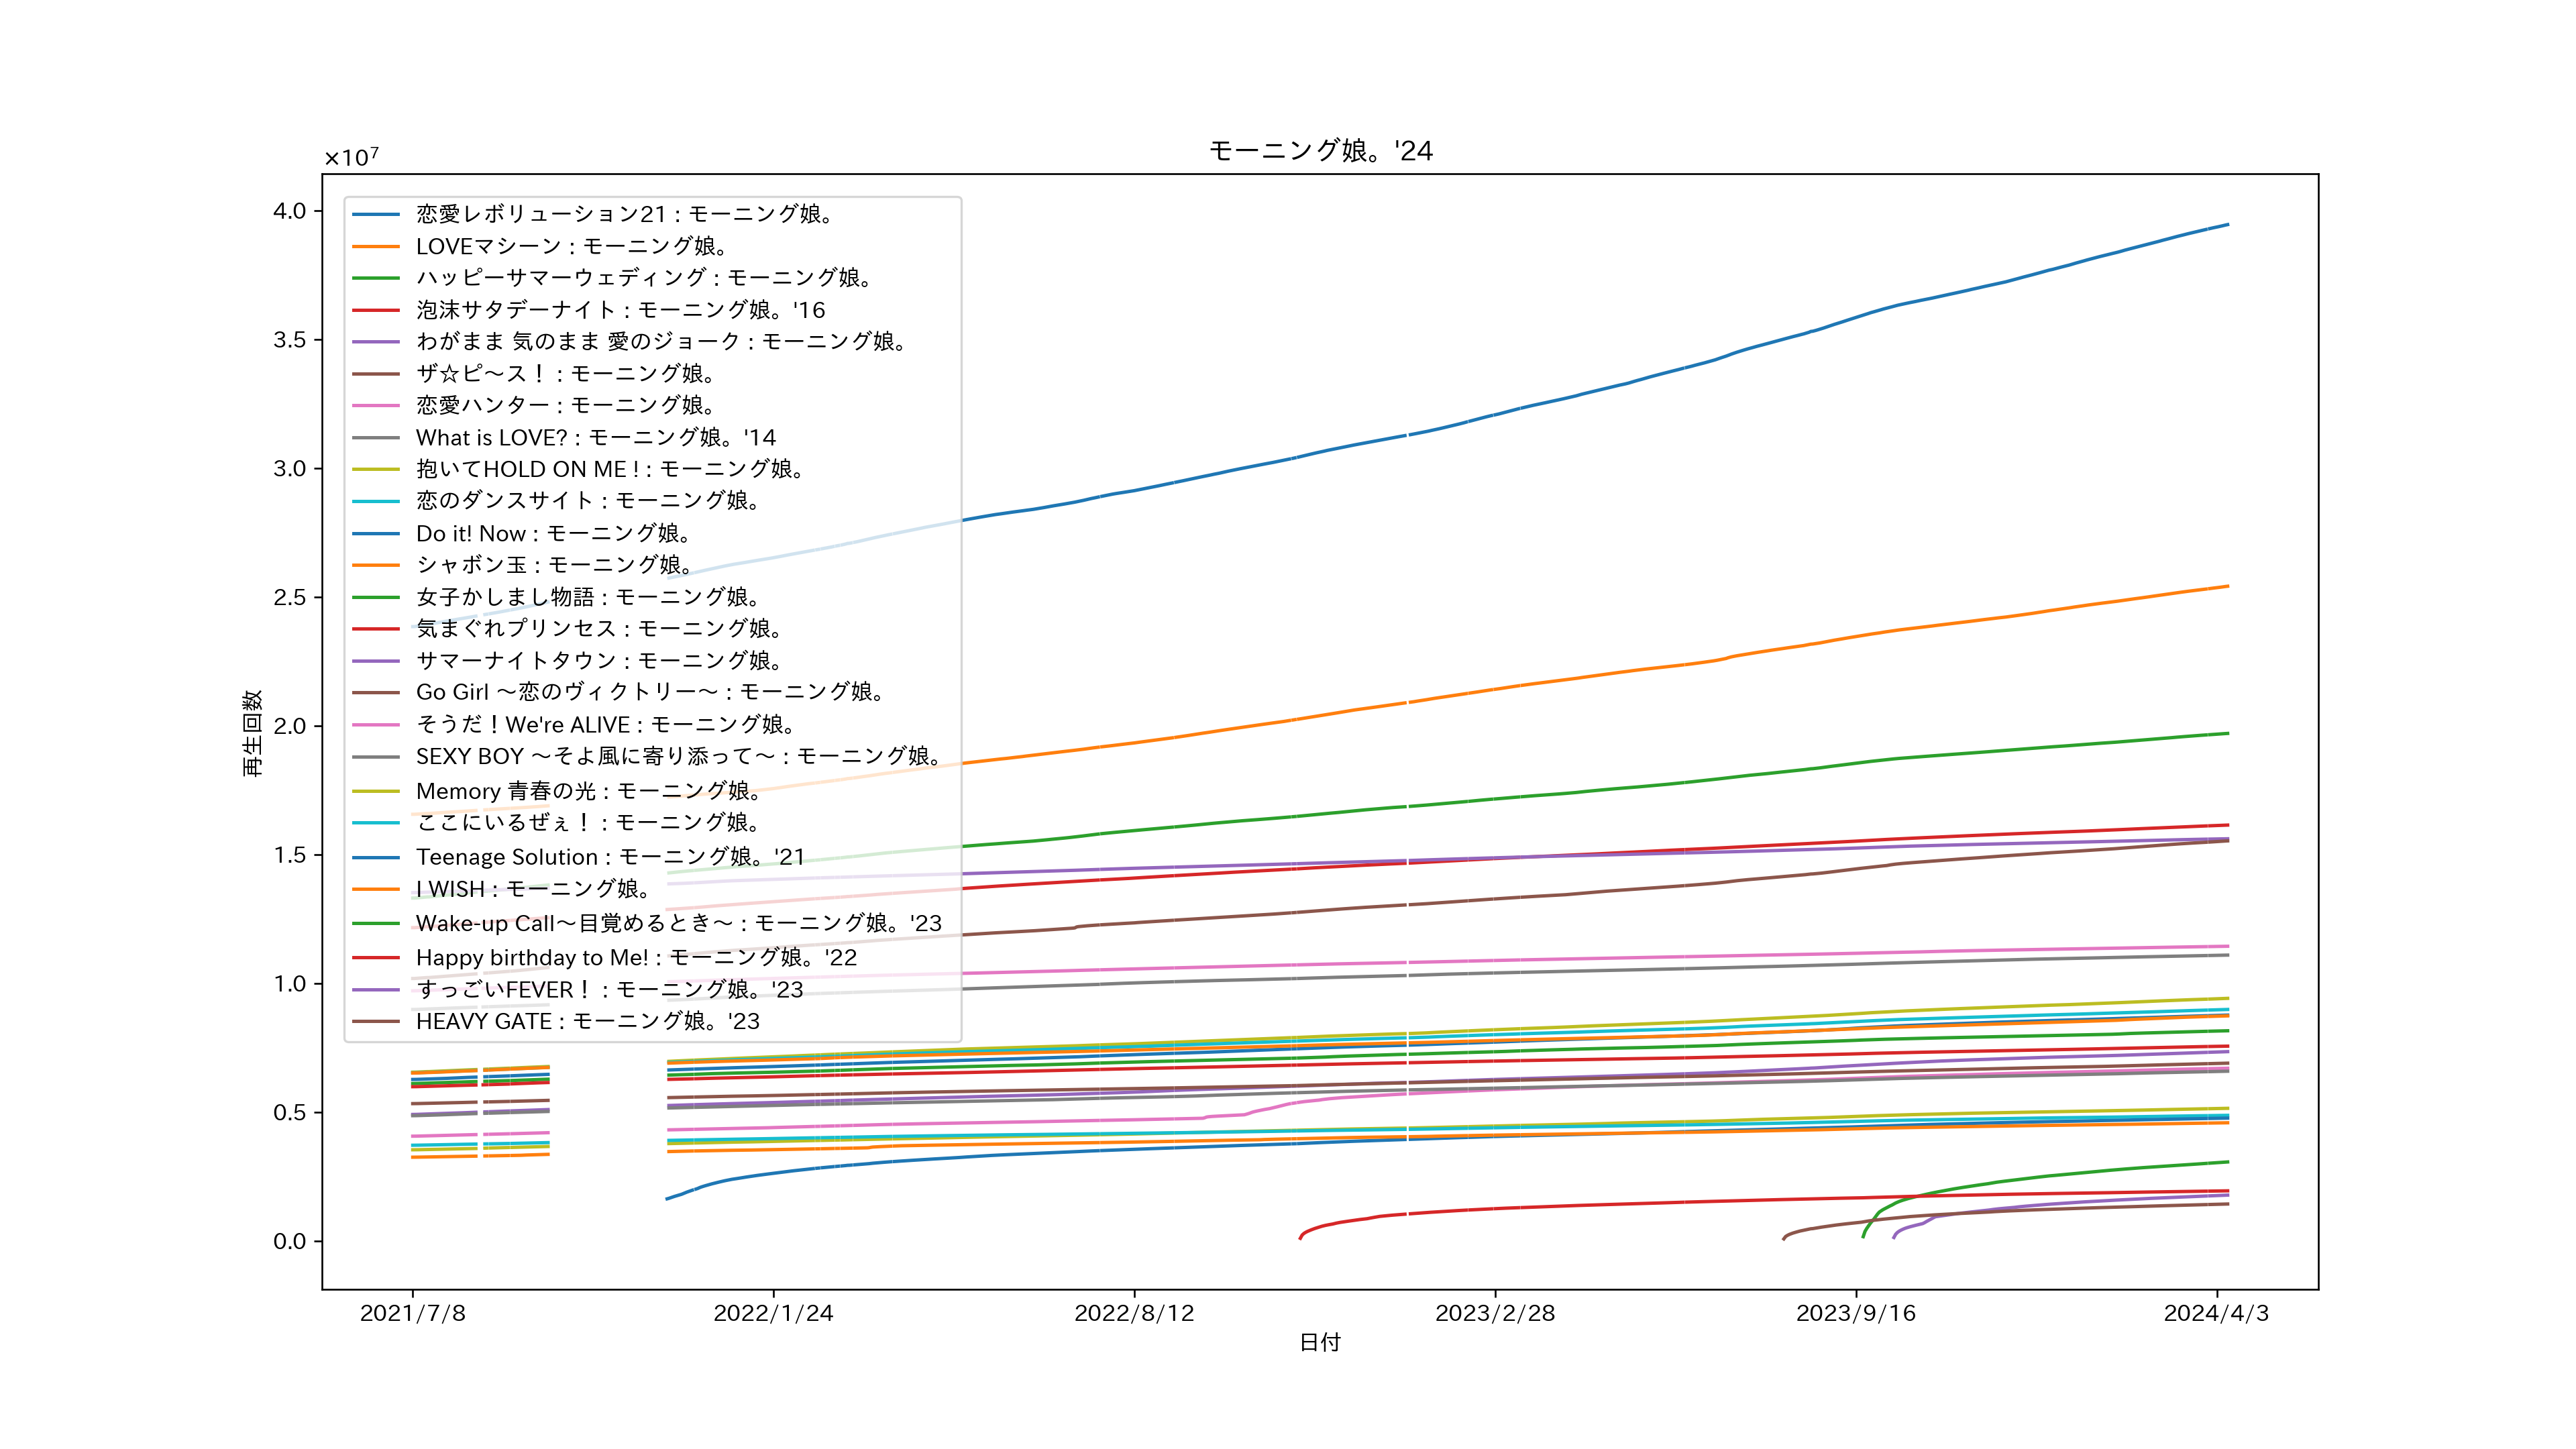 モーニング娘。'24
×10⁷
4.0
3.5
3.0
2.5
2.0
1.5
1.0
0.5
0.0
再生回数
恋愛レボリューション21 : モーニング娘。
LOVEマシーン : モーニング娘。
ハッピーサマーウェディング : モーニング娘。
泡沫サタデーナイト : モーニング娘。'16
わがまま 気のまま 愛のジョーク : モーニング娘。
ザ☆ピ〜ス！ : モーニング娘。
恋愛ハンター : モーニング娘。
What is LOVE? : モーニング娘。'14
抱いてHOLD ON ME ! : モーニング娘。
恋のダンスサイト : モーニング娘。
Do it! Now : モーニング娘。
シャボン玉 : モーニング娘。
女子かしまし物語 : モーニング娘。
気まぐれプリンセス : モーニング娘。
サマーナイトタウン : モーニング娘。
Go Girl 〜恋のヴィクトリー〜 : モーニング娘。
そうだ！We're ALIVE : モーニング娘。
SEXY BOY 〜そよ風に寄り添って〜 : モーニング娘。
Memory 青春の光 : モーニング娘。
ここにいるぜぇ！ : モーニング娘。
Teenage Solution : モーニング娘。'21
I WISH : モーニング娘。
Wake-up Call〜目覚めるとき〜 : モーニング娘。'23
Happy birthday to Me! : モーニング娘。'22
すっごいFEVER！ : モーニング娘。'23
HEAVY GATE : モーニング娘。'23
2021/7/8
2022/1/24
2022/8/12
2023/2/28
2023/9/16
2024/4/3
日付